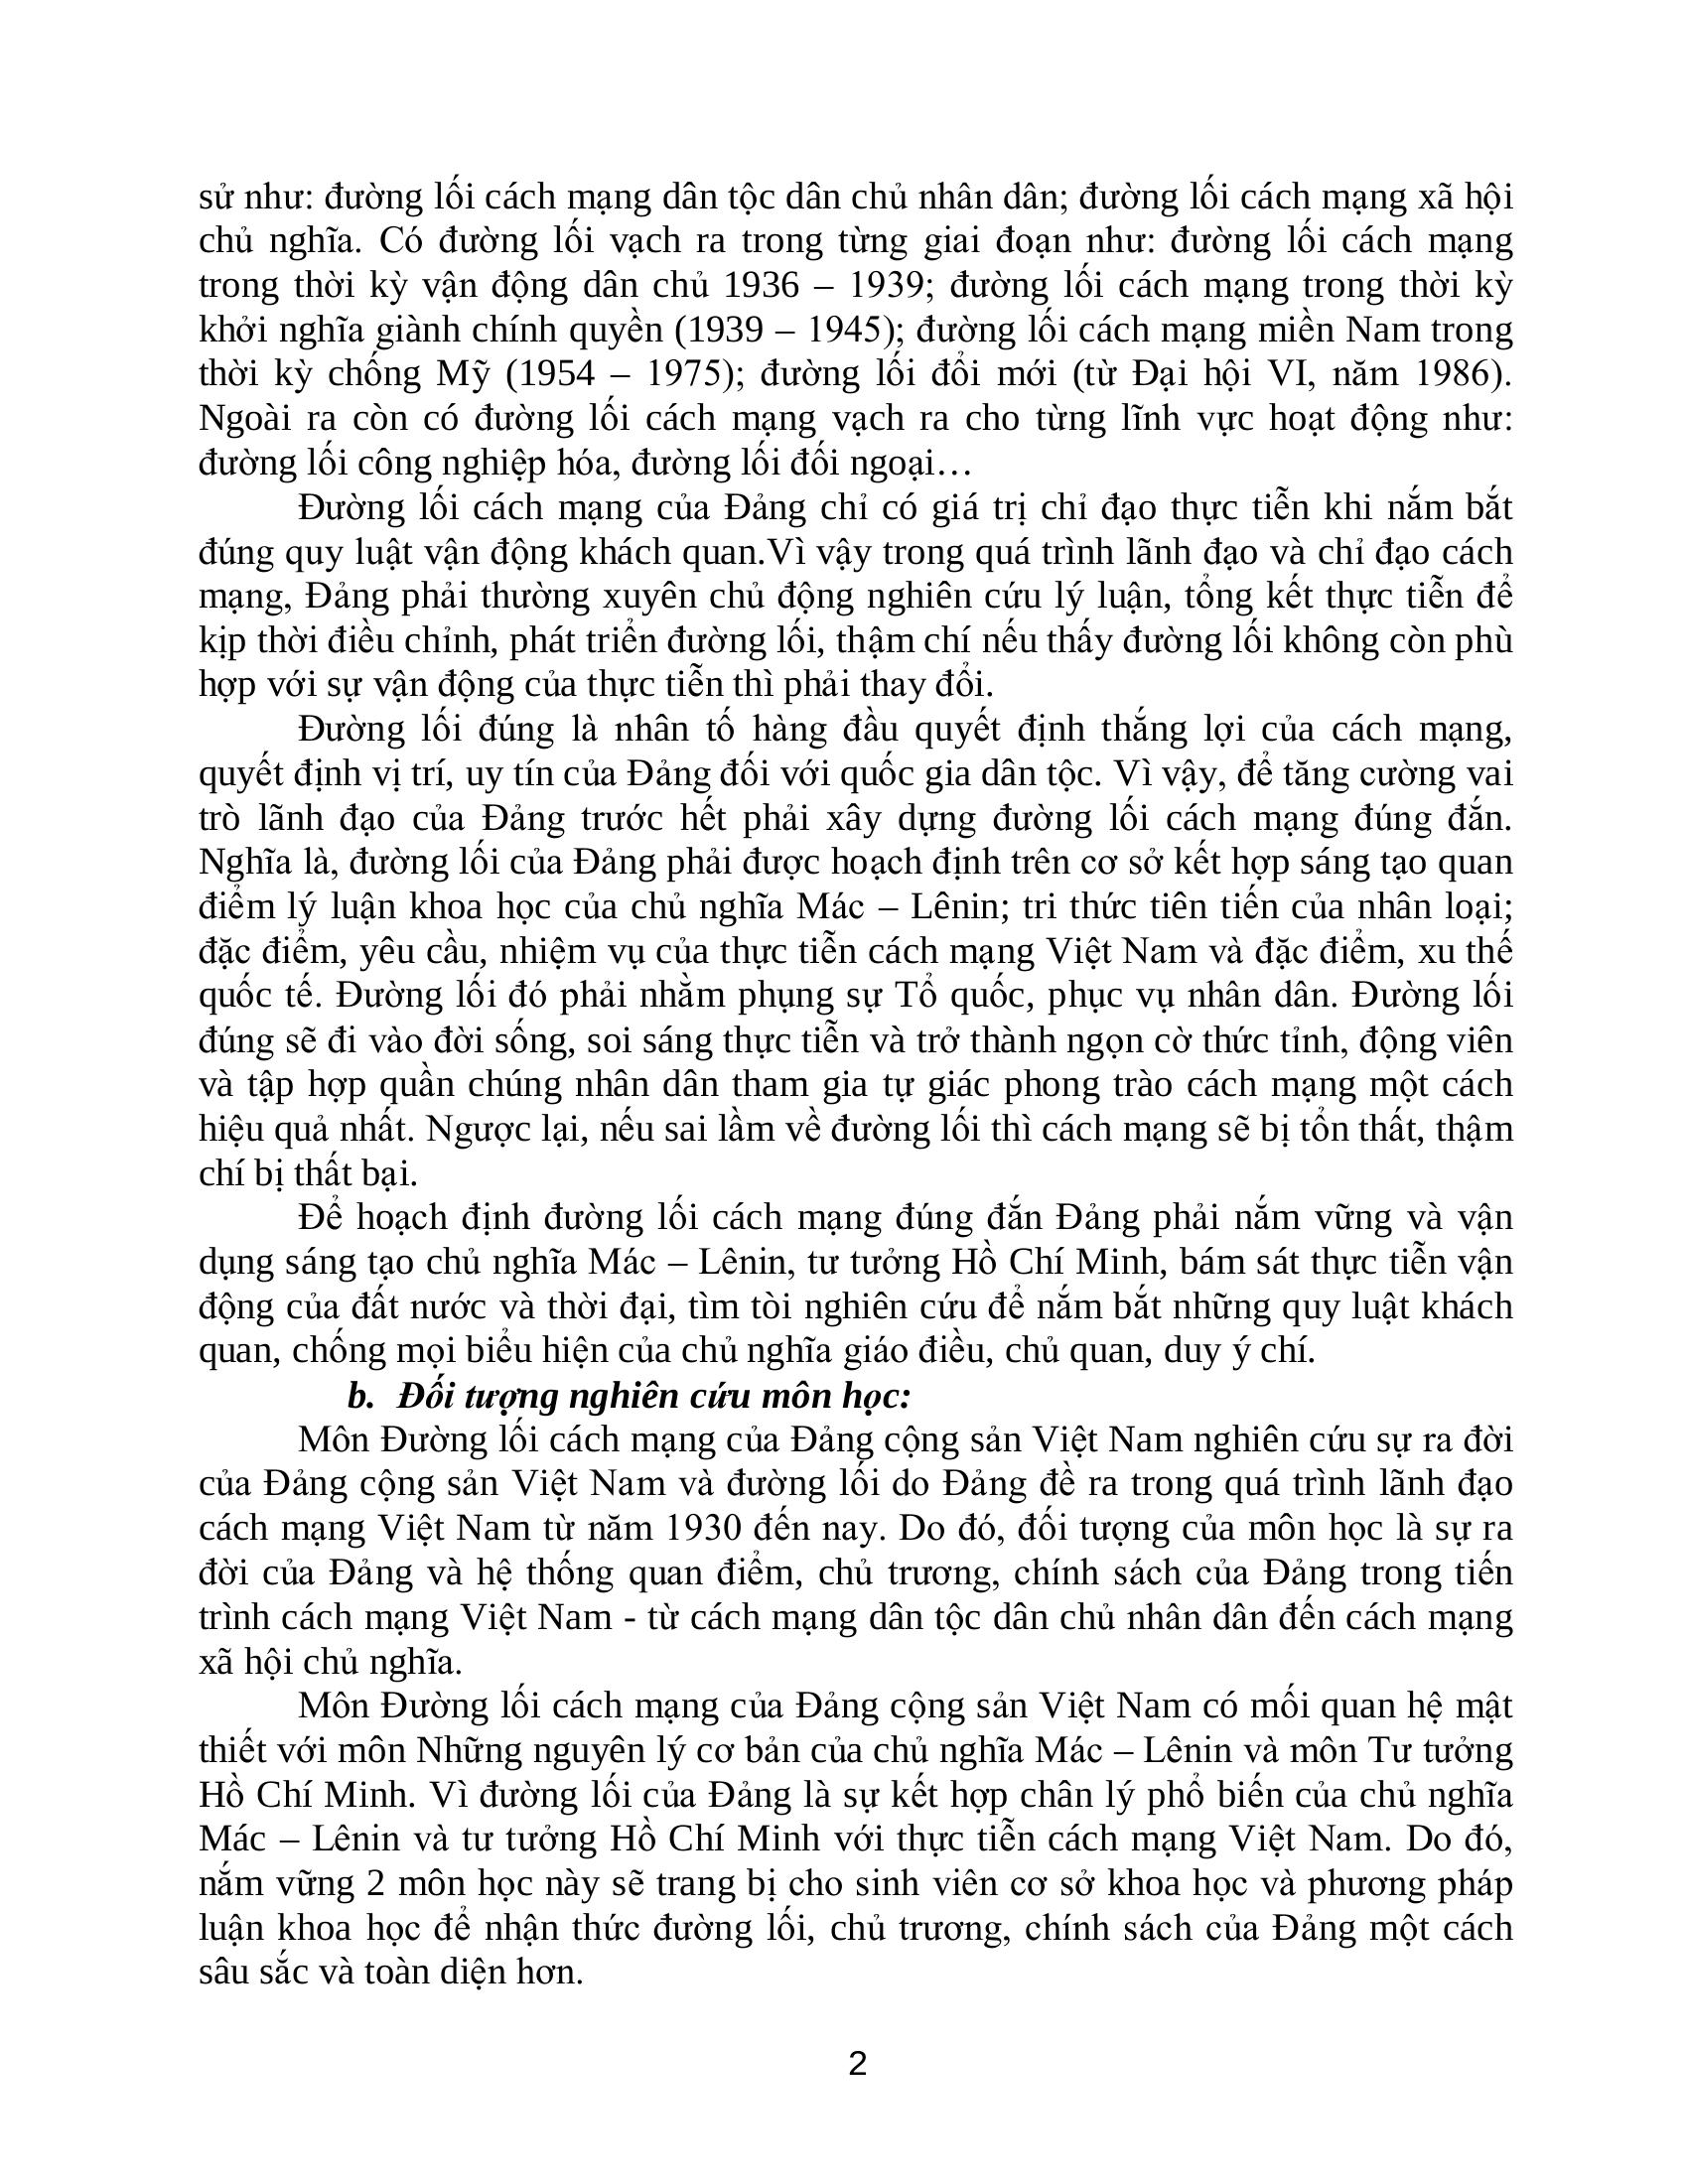 sử như: đường lối cách mạng dân tộc dân chủ nhân dân; đường lối cách mạng xã hội
chủ nghĩa. Có đường lối vạch ra trong từng giai đoạn như: đường lối cách mạng
trong thời kỳ vận động dân chủ 1936 – 1939; đường lối cách mạng trong thời kỳ
khởi nghĩa giành chính quyền (1939 – 1945); đường lối cách mạng miền Nam trong
thời kỳ chống Mỹ (1954 – 1975); đường lối đổi mới (từ Đại hội VI, năm 1986).
Ngoài ra còn có đường lối cách mạng vạch ra cho từng lĩnh vực hoạt động như:
đường lối công nghiệp hóa, đường lối đối ngoại…
Đường lối cách mạng của Đảng chỉ có giá trị chỉ đạo thực tiễn khi nắm bắt
đúng quy luật vận động khách quan.Vì vậy trong quá trình lãnh đạo và chỉ đạo cách
mạng, Đảng phải thường xuyên chủ động nghiên cứu lý luận, tổng kết thực tiễn để
kịp thời điều chỉnh, phát triển đường lối, thậm chí nếu thấy đường lối không còn phù
hợp với sự vận động của thực tiễn thì phải thay đổi.
Đường lối đúng là nhân tố hàng đầu quyết định thắng lợi của cách mạng,
quyết định vị trí, uy tín của Đảng đối với quốc gia dân tộc. Vì vậy, để tăng cường vai
trò lãnh đạo của Đảng trước hết phải xây dựng đường lối cách mạng đúng đắn.
Nghĩa là, đường lối của Đảng phải được hoạch định trên cơ sở kết hợp sáng tạo quan
điểm lý luận khoa học của chủ nghĩa Mác – Lênin; tri thức tiên tiến của nhân loại;
đặc điểm, yêu cầu, nhiệm vụ của thực tiễn cách mạng Việt Nam và đặc điểm, xu thế
quốc tế. Đường lối đó phải nhằm phụng sự Tổ quốc, phục vụ nhân dân. Đường lối
đúng sẽ đi vào đời sống, soi sáng thực tiễn và trở thành ngọn cờ thức tỉnh, động viên
và tập hợp quần chúng nhân dân tham gia tự giác phong trào cách mạng một cách
hiệu quả nhất. Ngược lại, nếu sai lầm về đường lối thì cách mạng sẽ bị tổn thất, thậm
chí bị thất bại.
Để hoạch định đường lối cách mạng đúng đắn Đảng phải nắm vững và vận
dụng sáng tạo chủ nghĩa Mác – Lênin, tư tưởng Hồ Chí Minh, bám sát thực tiễn vận
động của đất nước và thời đại, tìm tòi nghiên cứu để nắm bắt những quy luật khách
quan, chống mọi biểu hiện của chủ nghĩa giáo điều, chủ quan, duy ý chí.
b. Đối tượng nghiên cứu môn học:
Môn Đường lối cách mạng của Đảng cộng sản Việt Nam nghiên cứu sự ra đời
của Đảng cộng sản Việt Nam và đường lối do Đảng đề ra trong quá trình lãnh đạo
cách mạng Việt Nam từ năm 1930 đến nay. Do đó, đối tượng của môn học là sự ra
đời của Đảng và hệ thống quan điểm, chủ trương, chính sách của Đảng trong tiến
trình cách mạng Việt Nam - từ cách mạng dân tộc dân chủ nhân dân đến cách mạng
xã hội chủ nghĩa.
Môn Đường lối cách mạng của Đảng cộng sản Việt Nam có mối quan hệ mật
thiết với môn Những nguyên lý cơ bản của chủ nghĩa Mác – Lênin và môn Tư tưởng
Hồ Chí Minh. Vì đường lối của Đảng là sự kết hợp chân lý phổ biến của chủ nghĩa
Mác – Lênin và tư tưởng Hồ Chí Minh với thực tiễn cách mạng Việt Nam. Do đó,
nắm vững 2 môn học này sẽ trang bị cho sinh viên cơ sở khoa học và phương pháp
luận khoa học để nhận thức đường lối, chủ trương, chính sách của Đảng một cách
sâu sắc và toàn diện hơn.
2